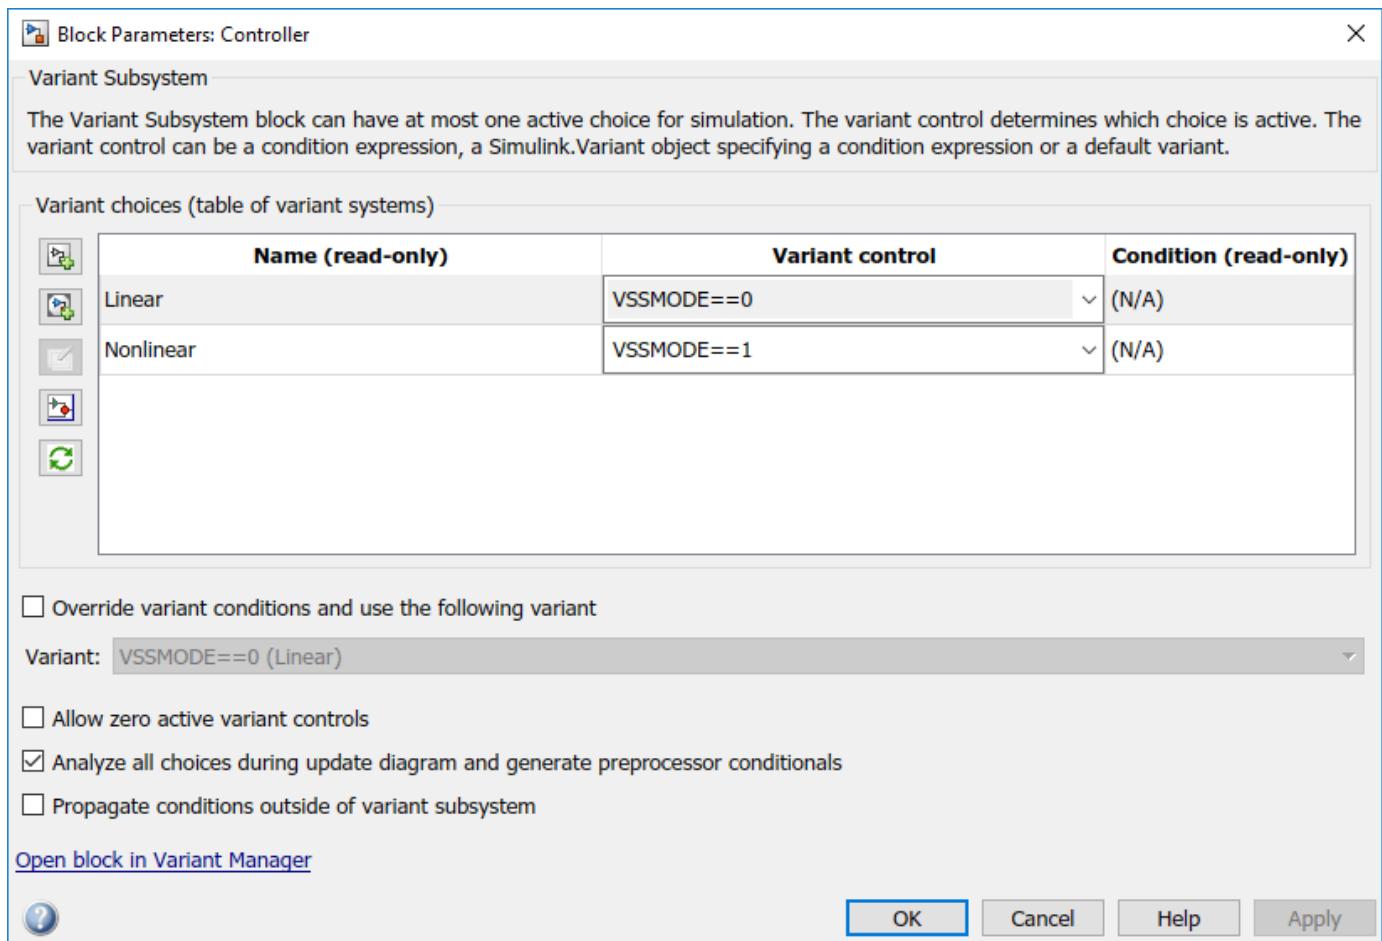 Block Parameters: Controller
Variant Subsystem
The Variant Subsystem block can have at most one active choice for simulation. The variant control determines which choice is active. The
variant control can be a condition expression, a Simulink.Variant object specifying a condition expression or a default variant.
Variant choices (table of variant systems)
Name (read-only) Variant control Condition (read-only)
Linear VSSMODE==0 (N/A)
Nonlinear VSSMODE==1 (N/A)
Override variant conditions and use the following variant
Variant: VSSMODE==0 (Linear)
Allow zero active variant controls
Analyze all choices during update diagram and generate preprocessor conditionals
Propagate conditions outside of variant subsystem
Open block in Variant Manager
? OK Cancel Help Apply